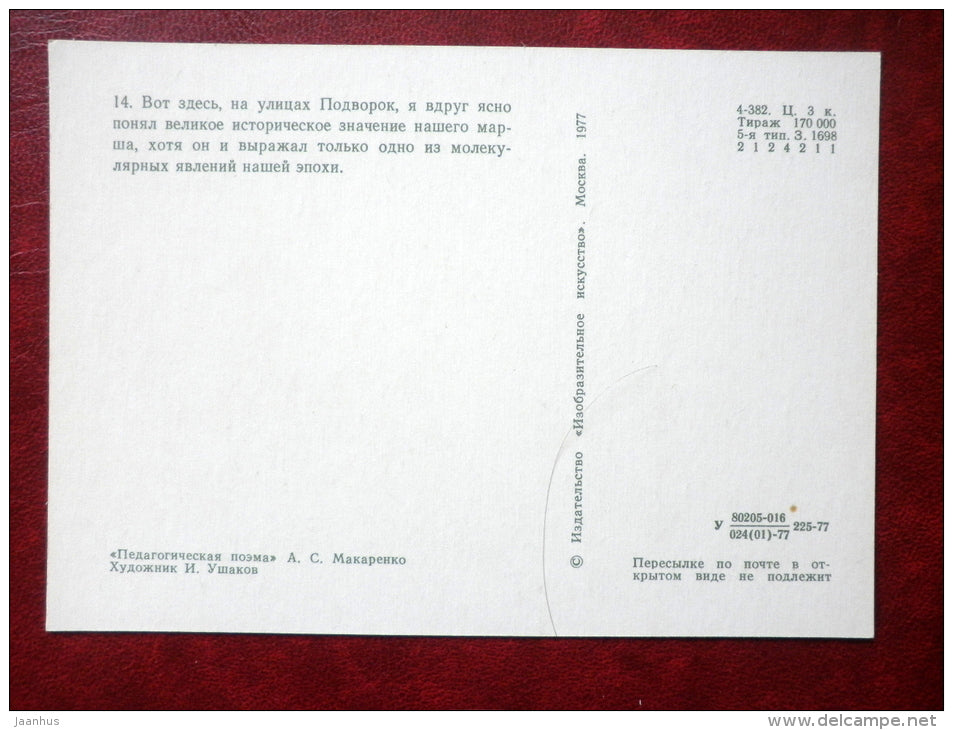 14. Вот здесь, на улицах Подворок, я вдруг ясно
понял великое историческое значение нашего мар-
ша, хотя он и выражал только одно из молеку-
лярных явлений нашей эпохи.
«Педагогическая поэма» А. С. Макаренко
Художник И. Ушаков
© Издательство «Изобразительное искусство». Москва. 1977
4-382. Ц. 3 к.
Тираж 170 000
5-я тип. З. 1698
2 1 2 4 2 1 1
У 80205-016 225-77
024(01)-77
Пересылке по почте в от-
крытом виде не подлежит
jaanhus
delcampe.net